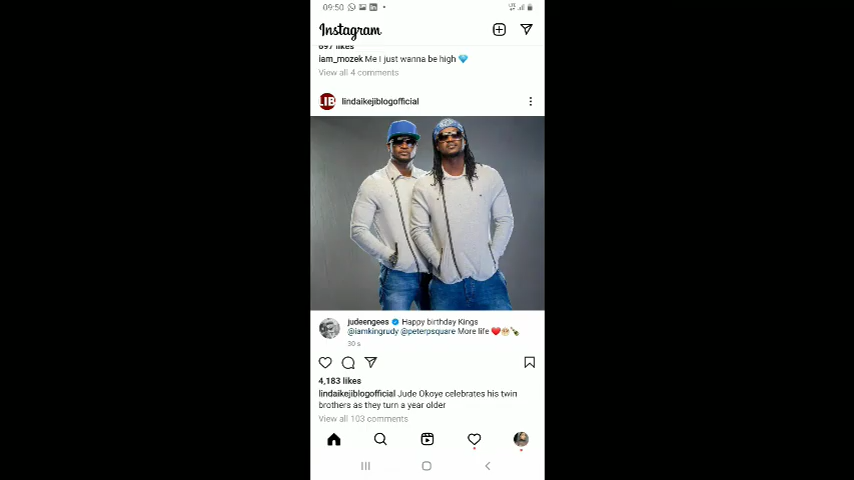 09:50
Instagram
697 likes
iam_mozek Me I just wanna be high 💎
View all 4 comments
LIB lindaikejiblogofficial
judeengees Happy birthday Kings
@iamkingrudy @peterpsquare More life ❤️
30 s
4,183 likes
lindaikejiblogofficial Jude Okoye celebrates his twin
brothers as they turn a year older
View all 103 comments